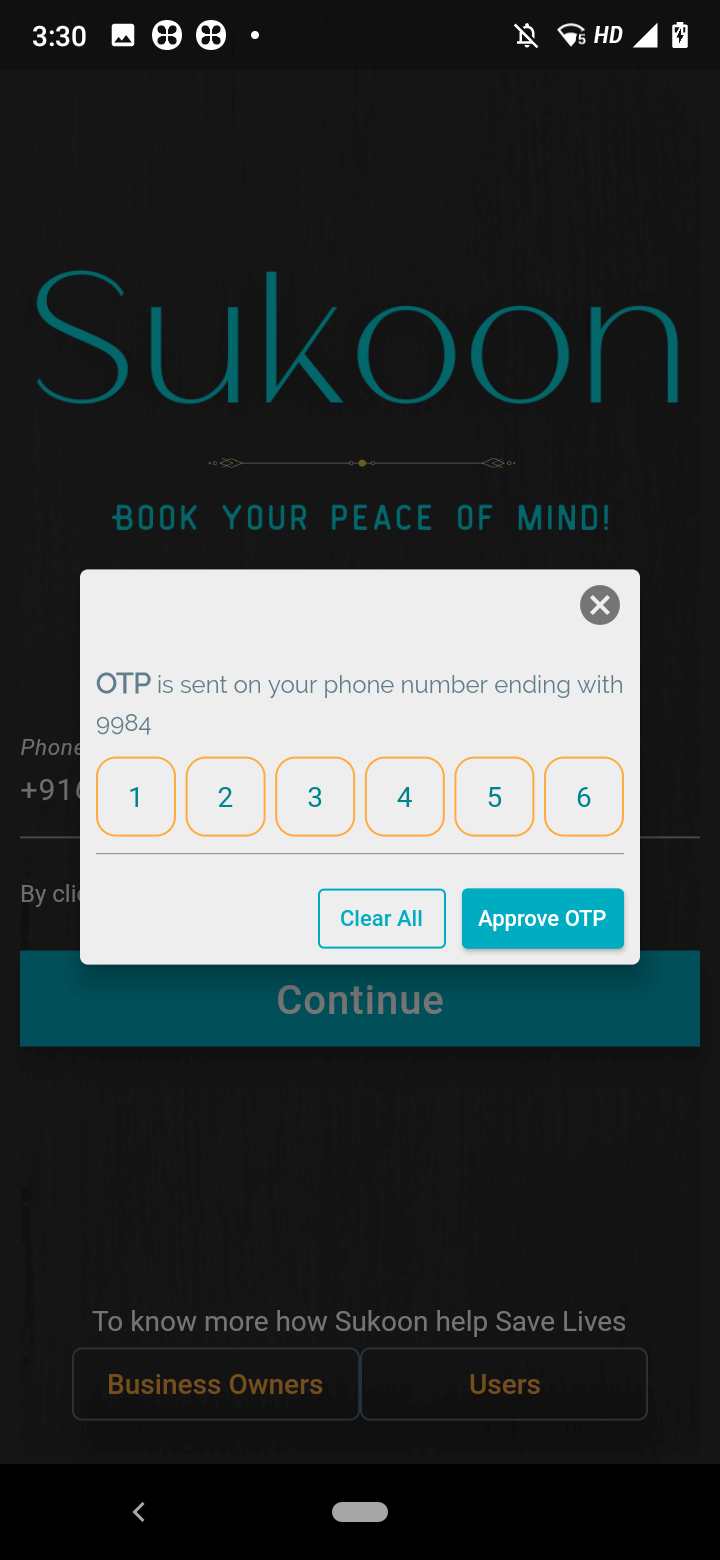 3:30
5 HD
Sukoon
BOOK YOUR PEACE OF MIND!
OTP is sent on your phone number ending with
9984
Phone
+91
1 2 3 4 5 6
By cli
Clear All Approve OTP
Continue
To know more how Sukoon help Save Lives
Business Owners Users